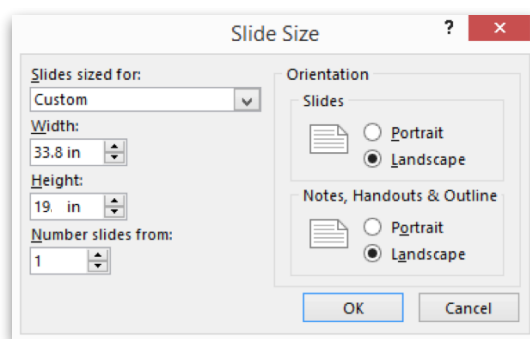 Slide Size
?
Slides sized for:
Custom
Width:
33.8 in
Height:
19. in
Number slides from:
1
Orientation
Slides
Portrait
Landscape
Notes, Handouts & Outline
Portrait
Landscape
OK
Cancel